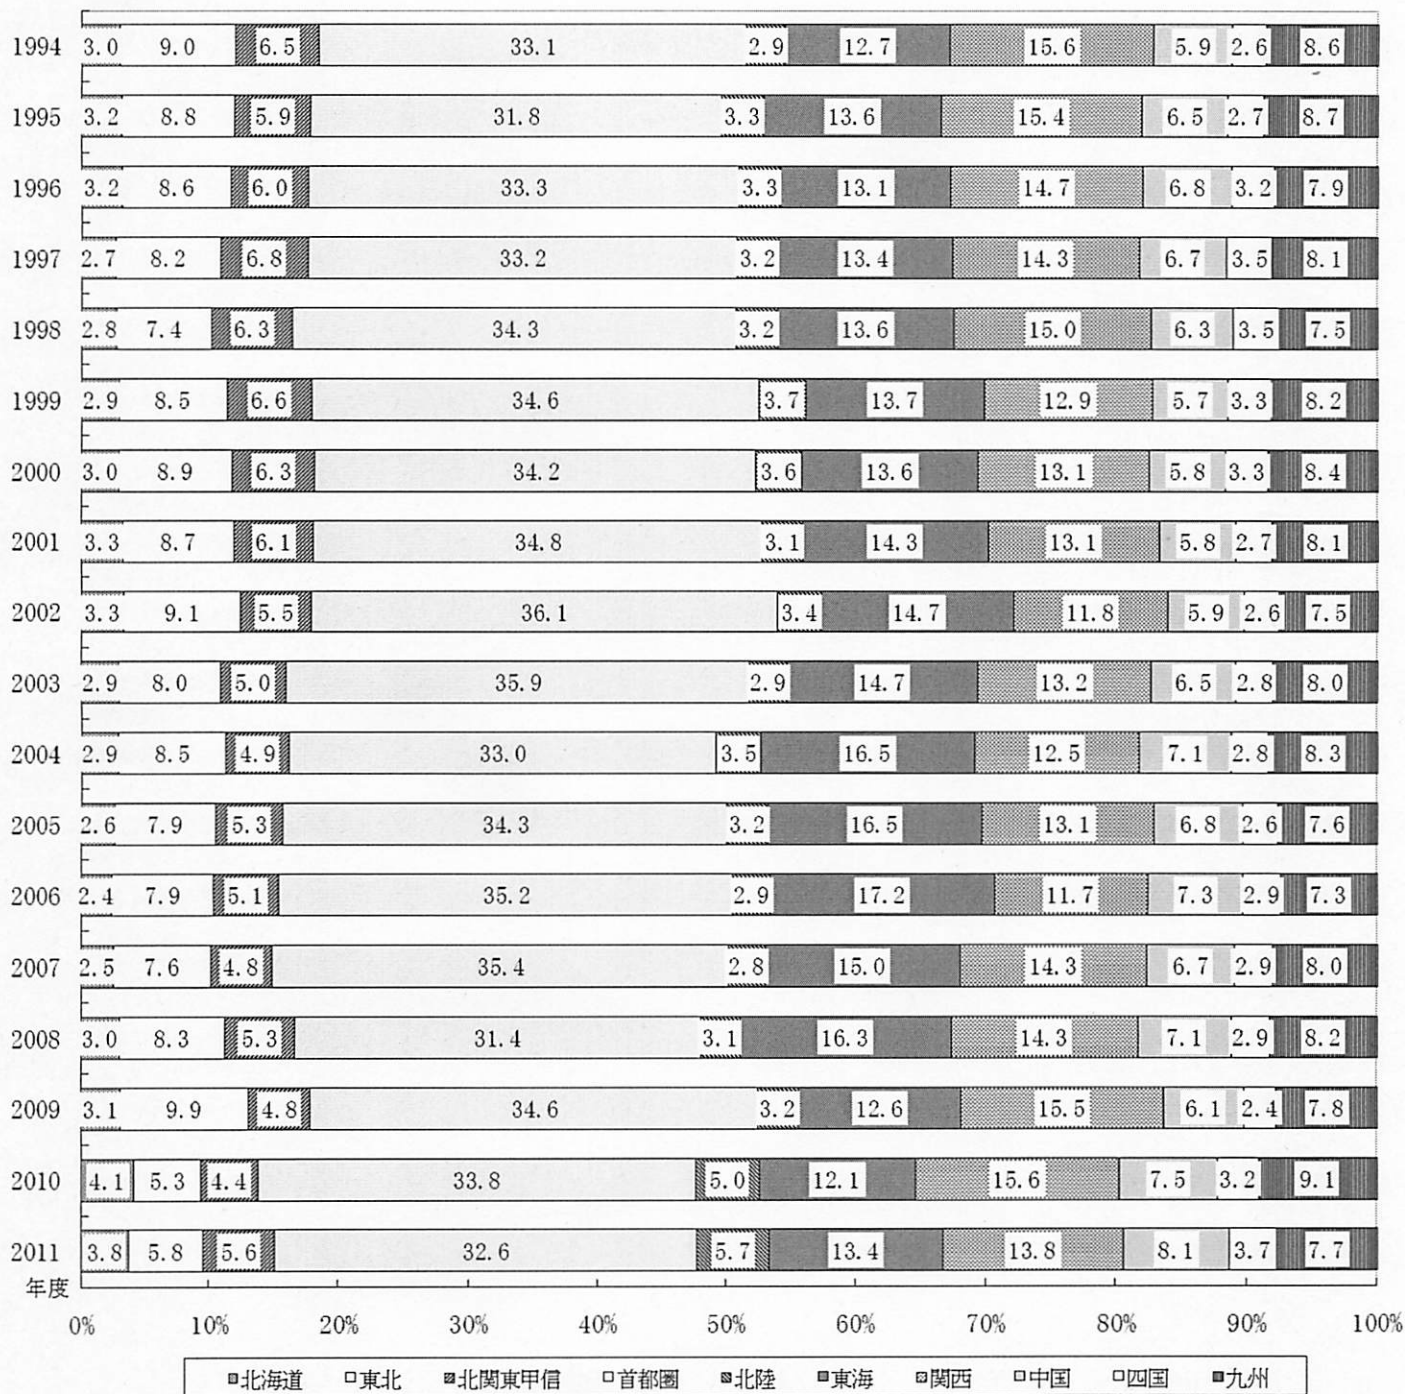 1994 3.0 9.0 6.5 33.1 2.9 12.7 15.6 5.9 2.6 8.6
1995 3.2 8.8 5.9 31.8 3.3 13.6 15.4 6.5 2.7 8.7
1996 3.2 8.6 6.0 33.3 3.3 13.1 14.7 6.8 3.2 7.9
1997 2.7 8.2 6.8 33.2 3.2 13.4 14.3 6.7 3.5 8.1
1998 2.8 7.4 6.3 34.3 3.2 13.6 15.0 6.3 3.5 7.5
1999 2.9 8.5 6.6 34.6 3.7 13.7 12.9 5.7 3.3 8.2
2000 3.0 8.9 6.3 34.2 3.6 13.6 13.1 5.8 3.3 8.4
2001 3.3 8.7 6.1 34.8 3.1 14.3 13.1 5.8 2.7 8.1
2002 3.3 9.1 5.5 36.1 3.4 14.7 11.8 5.9 2.6 7.5
2003 2.9 8.0 5.0 35.9 2.9 14.7 13.2 6.5 2.8 8.0
2004 2.9 8.5 4.9 33.0 3.5 16.5 12.5 7.1 2.8 8.3
2005 2.6 7.9 5.3 34.3 3.2 16.5 13.1 6.8 2.6 7.6
2006 2.4 7.9 5.1 35.2 2.9 17.2 11.7 7.3 2.9 7.3
2007 2.5 7.6 4.8 35.4 2.8 15.0 14.3 6.7 2.9 8.0
2008 3.0 8.3 5.3 31.4 3.1 16.3 14.3 7.1 2.9 8.2
2009 3.1 9.9 4.8 34.6 3.2 12.6 15.5 6.1 2.4 7.8
2010 4.1 5.3 4.4 33.8 5.0 12.1 15.6 7.5 3.2 9.1
2011 3.8 5.8 5.6 32.6 5.7 13.4 13.8 8.1 3.7 7.7
年度
0% 10% 20% 30% 40% 50% 60% 70% 80% 90% 100%
北海道 東北 北関東甲信 首都圏 北陸 東海 関西 中国 四国 九州